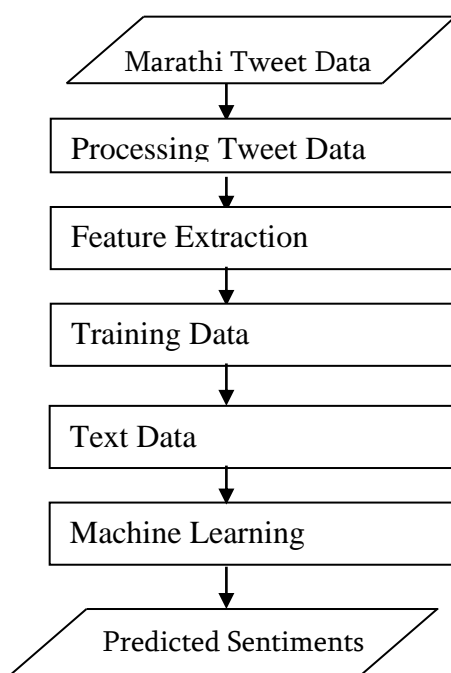 Marathi Tweet Data
Processing Tweet Data
Feature Extraction
Training Data
Text Data
Machine Learning
Predicted Sentiments